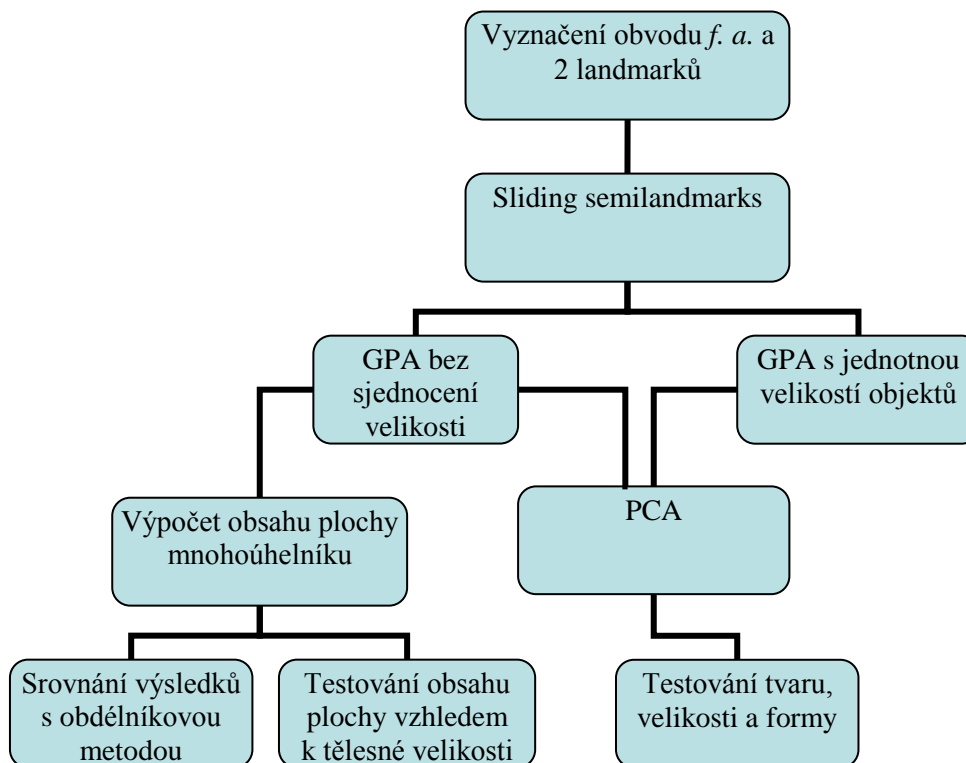 Vyznačení obvodu f. a. a
2 landmarků
Sliding semilandmarks
GPA bez
sjednocení
velikosti
GPA s jednotnou
velikostí objektů
Výpočet obsahu plochy
mnohoúhelníku
PCA
Srovnání výsledků
s obdélníkovou
metodou
Testování obsahu
plochy vzhledem
k tělesné velikosti
Testování tvaru,
velikosti a formy